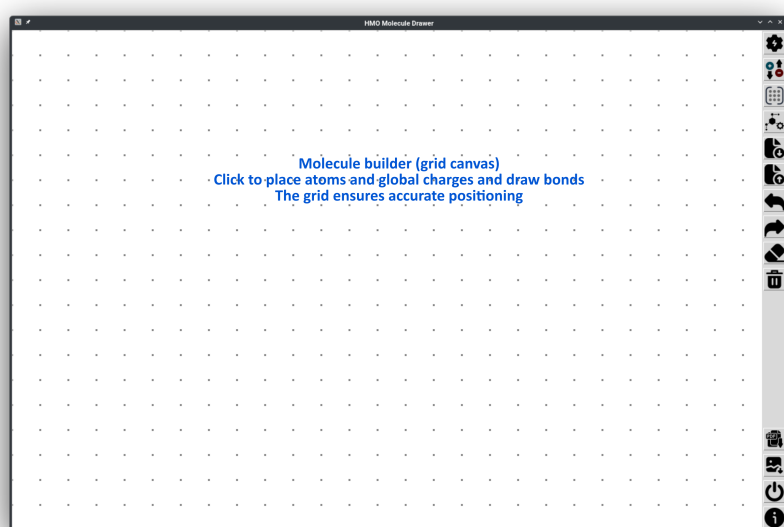 HMO Molecule Drawer
Molecule builder (grid canvas)
Click to place atoms and global charges and draw bonds
The grid ensures accurate positioning